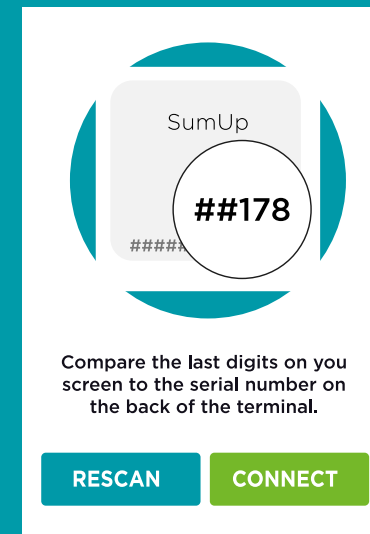 SumUp
##178
#####
Compare the last digits on you
screen to the serial number on
the back of the terminal.
RESCAN
CONNECT